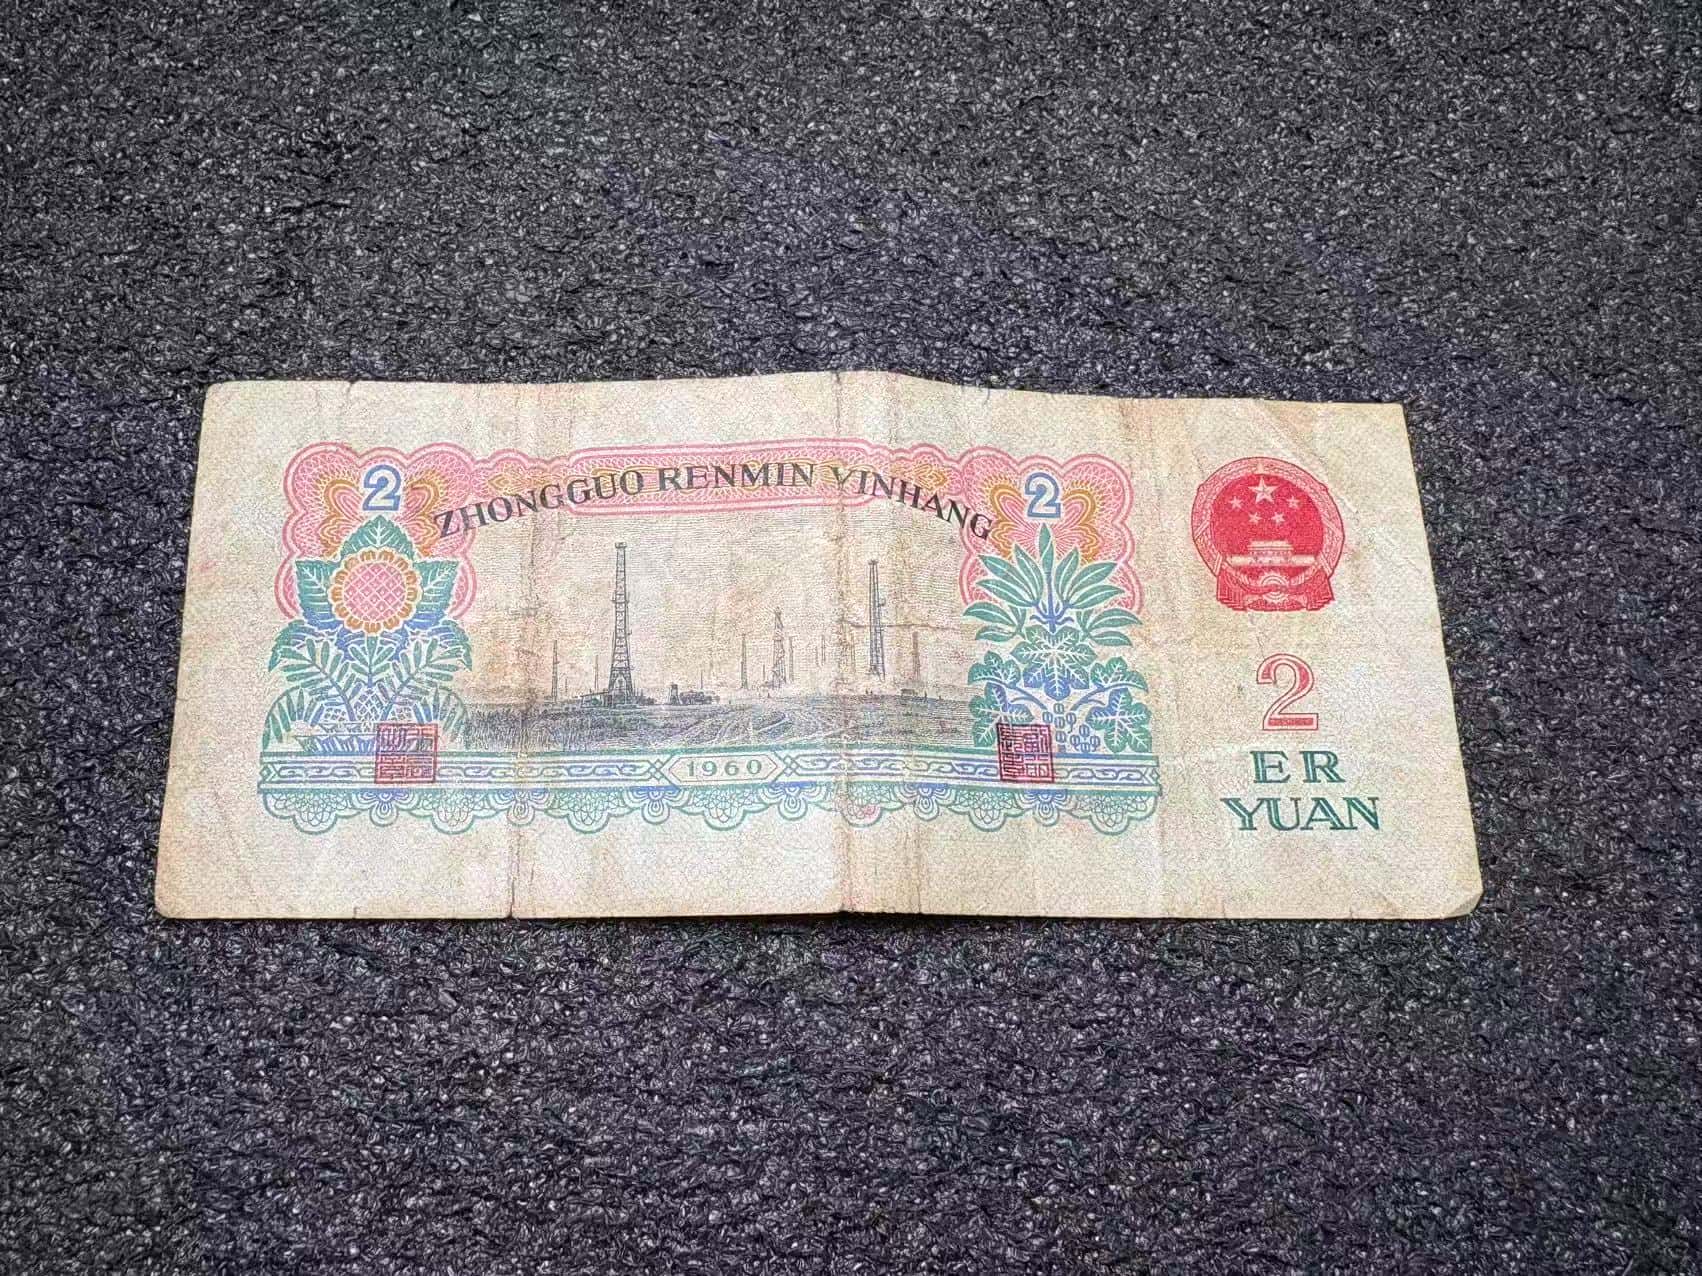 2
ZHONGGUO RENMIN YINHANG
2
1960
2
ER
YUAN